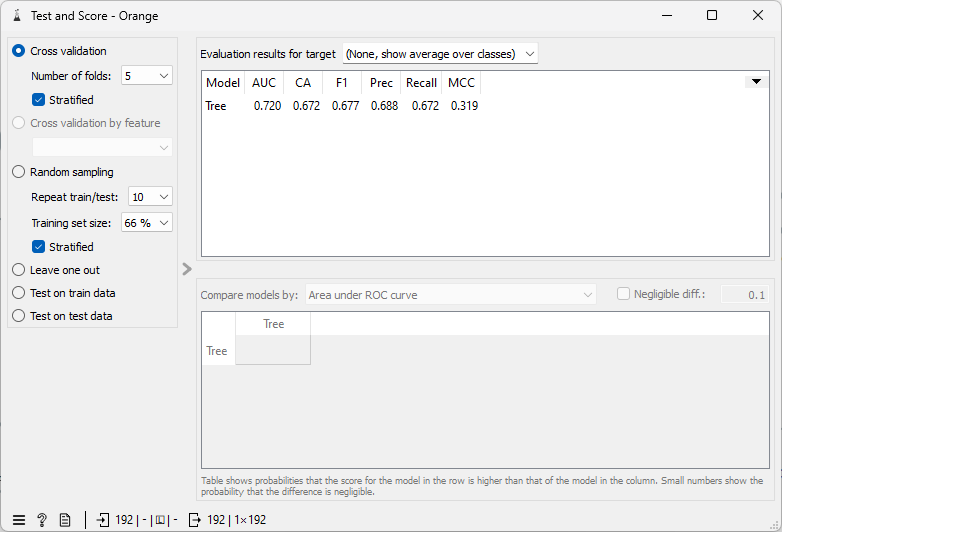 Test and Score - Orange
Cross validation
Number of folds: 5
Stratified
Cross validation by feature
Random sampling
Repeat train/test: 10
Training set size: 66 %
Stratified
Leave one out
Test on train data
Test on test data
Evaluation results for target (None, show average over classes)
Model AUC CA F1 Prec Recall MCC
Tree 0.720 0.672 0.677 0.688 0.672 0.319
Compare models by: Area under ROC curve Negligible diff.: 0.1
Tree
Tree
Table shows probabilities that the score for the model in the row is higher than that of the model in the column. Small numbers show the
probability that the difference is negligible.
192 | - | - 192 | 1×192